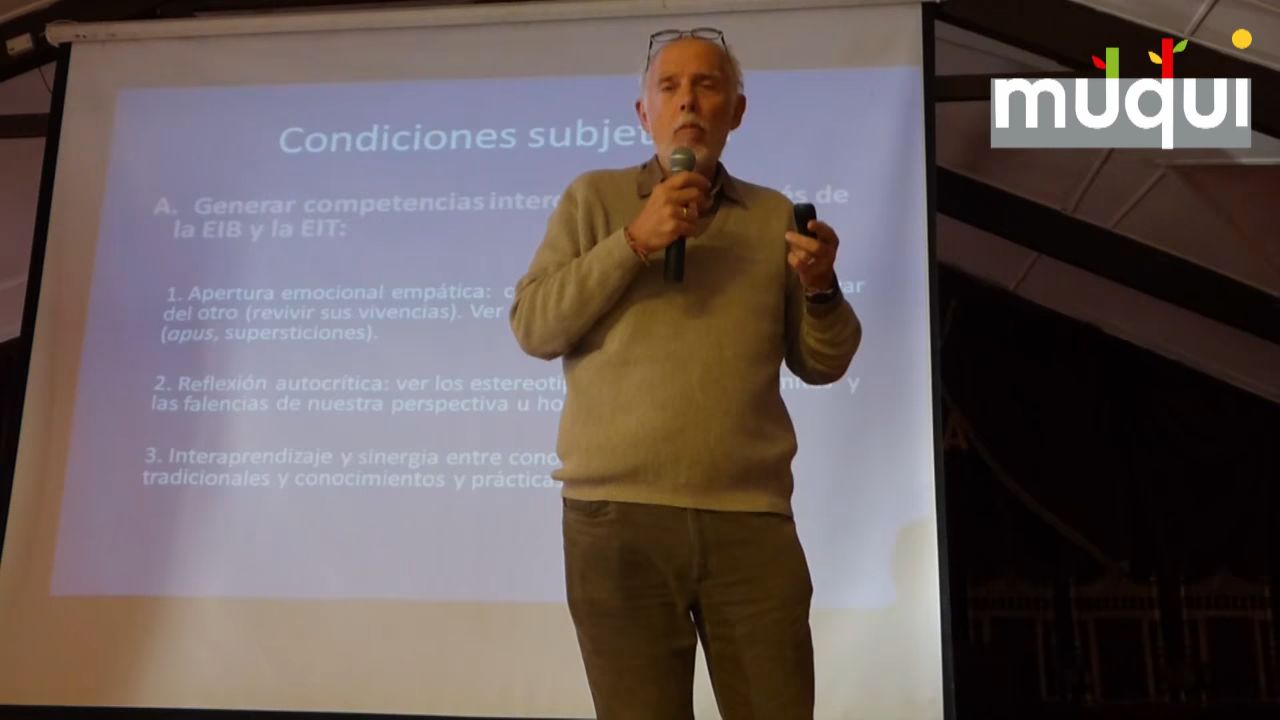 muqui
Condiciones subjet
A. Generar competencias interc és de
la EIB y la EIT:
1. Apertura emocional empática: c ar
del otro (revivir sus vivencias). Ver
(apus, supersticiones).
2. Reflexión autocrítica: ver los estereotip mites y
las falencias de nuestra perspectiva u ho
3. Interaprendizaje y sinergia entre cono
tradicionales y conocimientos y prácticas